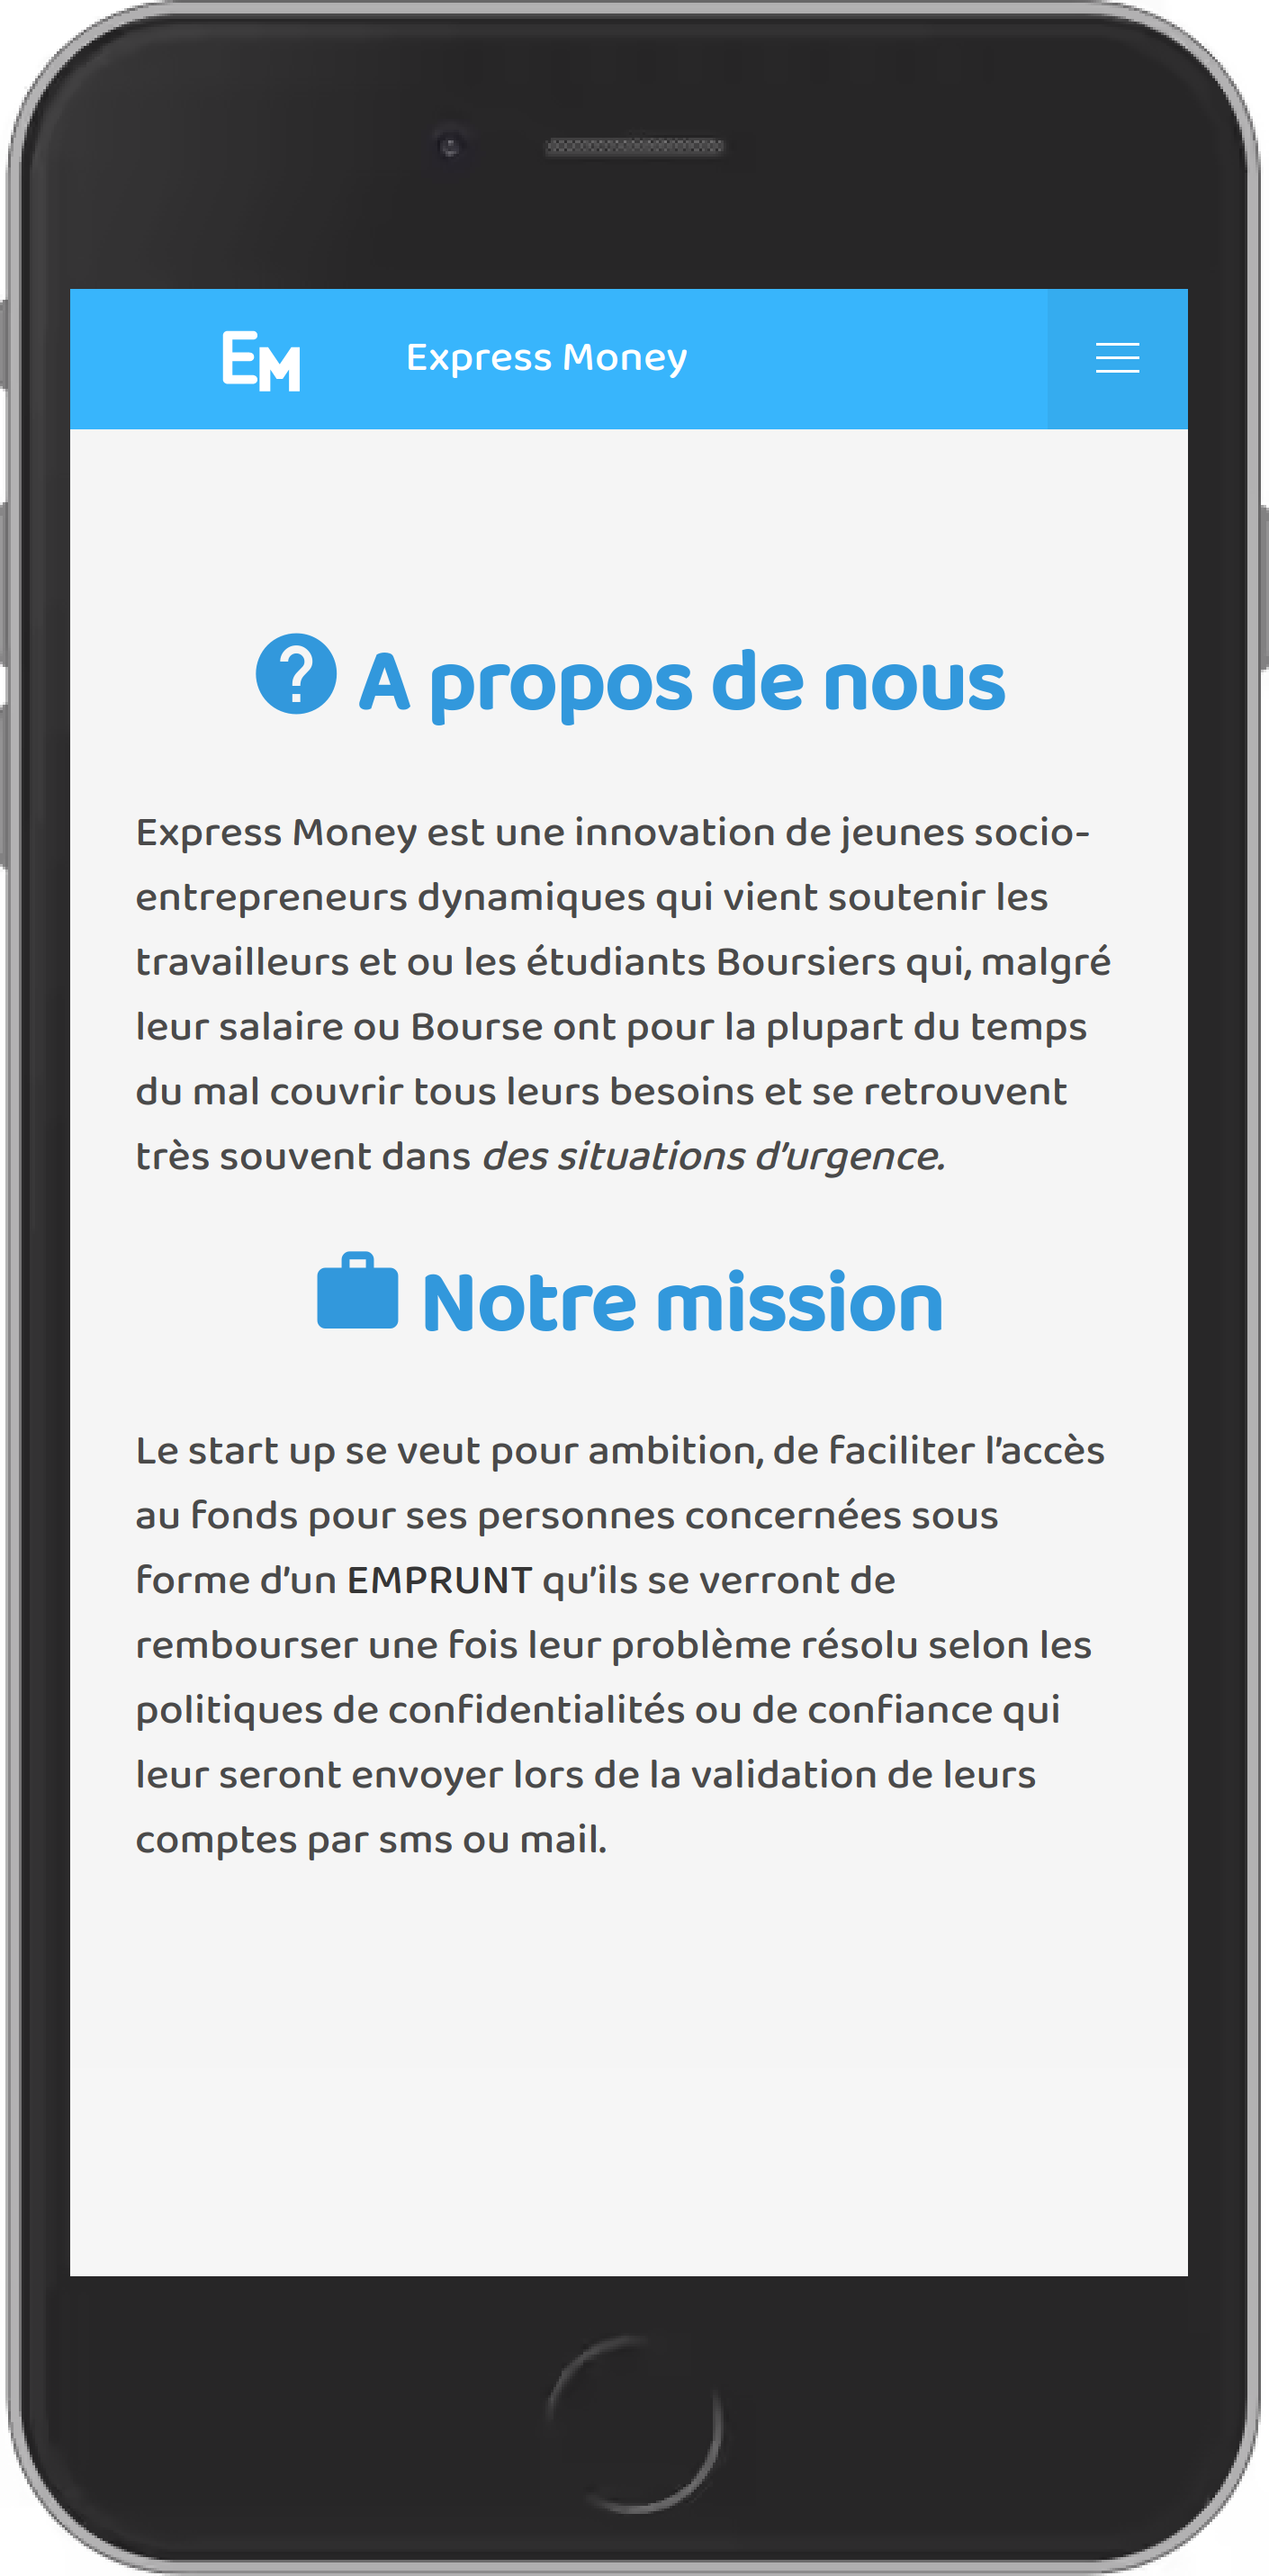 EM Express Money
A propos de nous
Express Money est une innovation de jeunes socio-
entrepreneurs dynamiques qui vient soutenir les
travailleurs et ou les étudiants Boursiers qui, malgré
leur salaire ou Bourse ont pour la plupart du temps
du mal couvrir tous leurs besoins et se retrouvent
très souvent dans des situations d’urgence.
Notre mission
Le start up se veut pour ambition, de faciliter l’accès
au fonds pour ses personnes concernées sous
forme d’un EMPRUNT qu’ils se verront de
rembourser une fois leur problème résolu selon les
politiques de confidentialités ou de confiance qui
leur seront envoyer lors de la validation de leurs
comptes par sms ou mail.